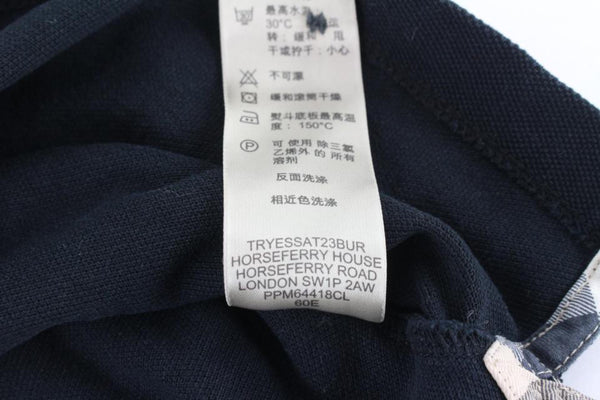 最高水温
30°C
转: 缓和 甩
干或拧干: 小心
不可漂
缓和滚筒干燥
熨斗底板最高温
度: 150°C
P 可 使用 除三氯
乙烯外 的 所有
溶剂
反面洗涤
相近色洗涤
TRYESSAT23BUR
HORSEFERRY HOUSE
HORSEFERRY ROAD
LONDON SW1P 2AW
PPM64418CL
60E